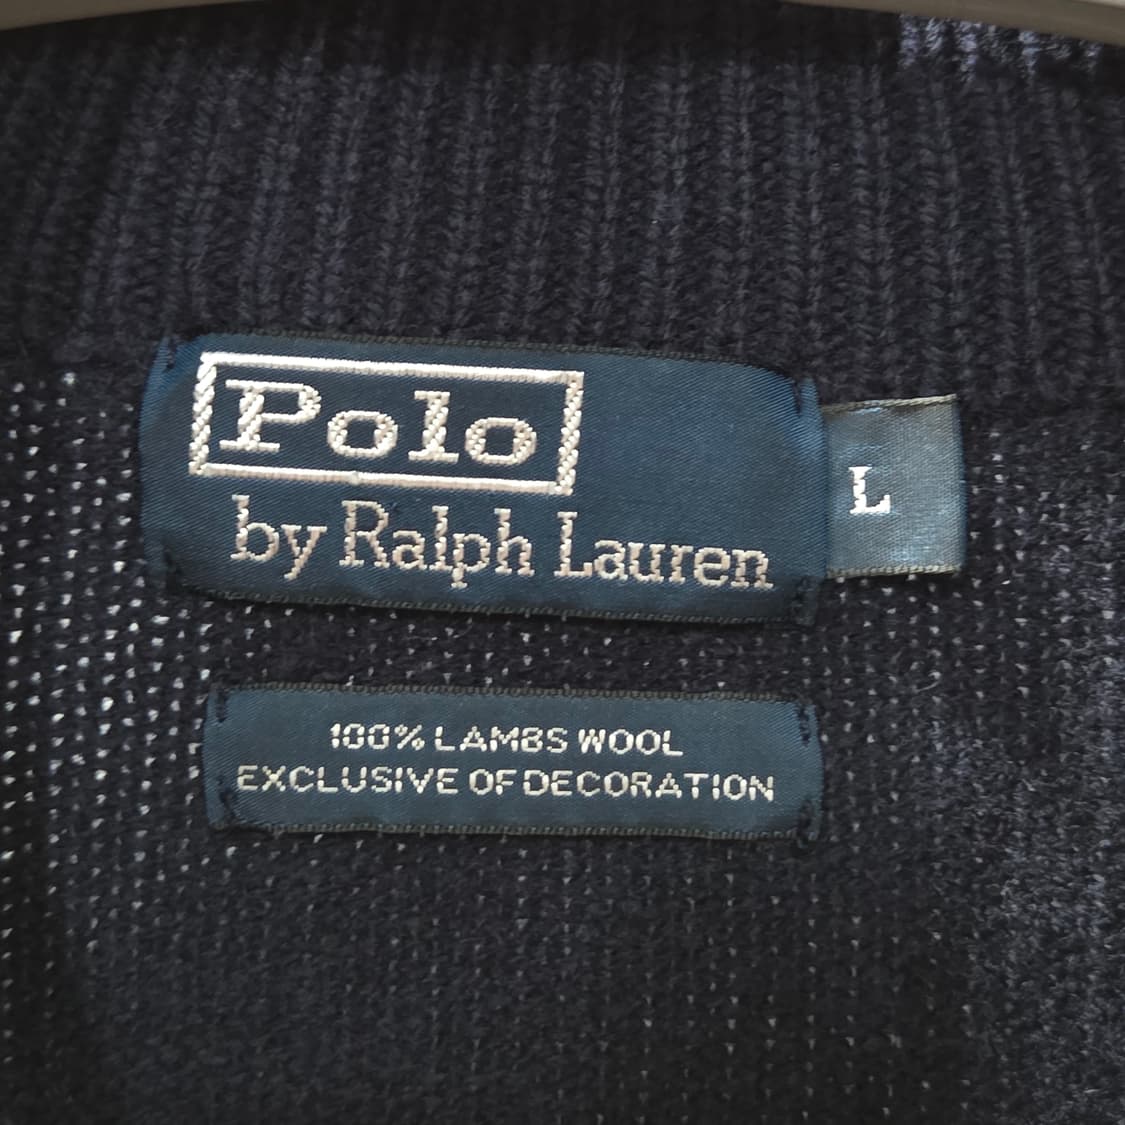 Polo
by Ralph Lauren
L
100% LAMBS WOOL
EXCLUSIVE OF DECORATION